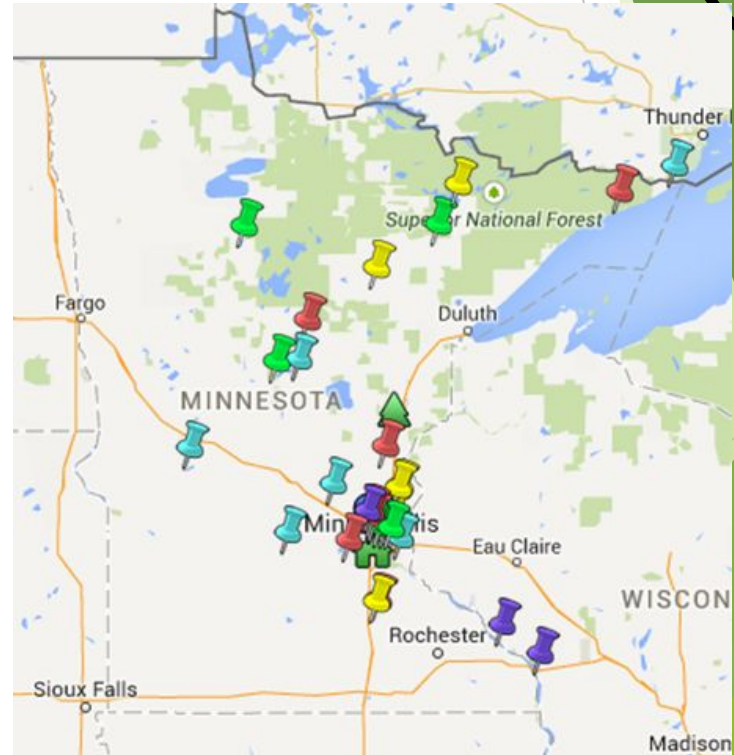 Thunder
Superior National Forest
Fargo
Duluth
MINNESOTA
Eau Claire
WISCON
Rochester
Sioux Falls
Madison